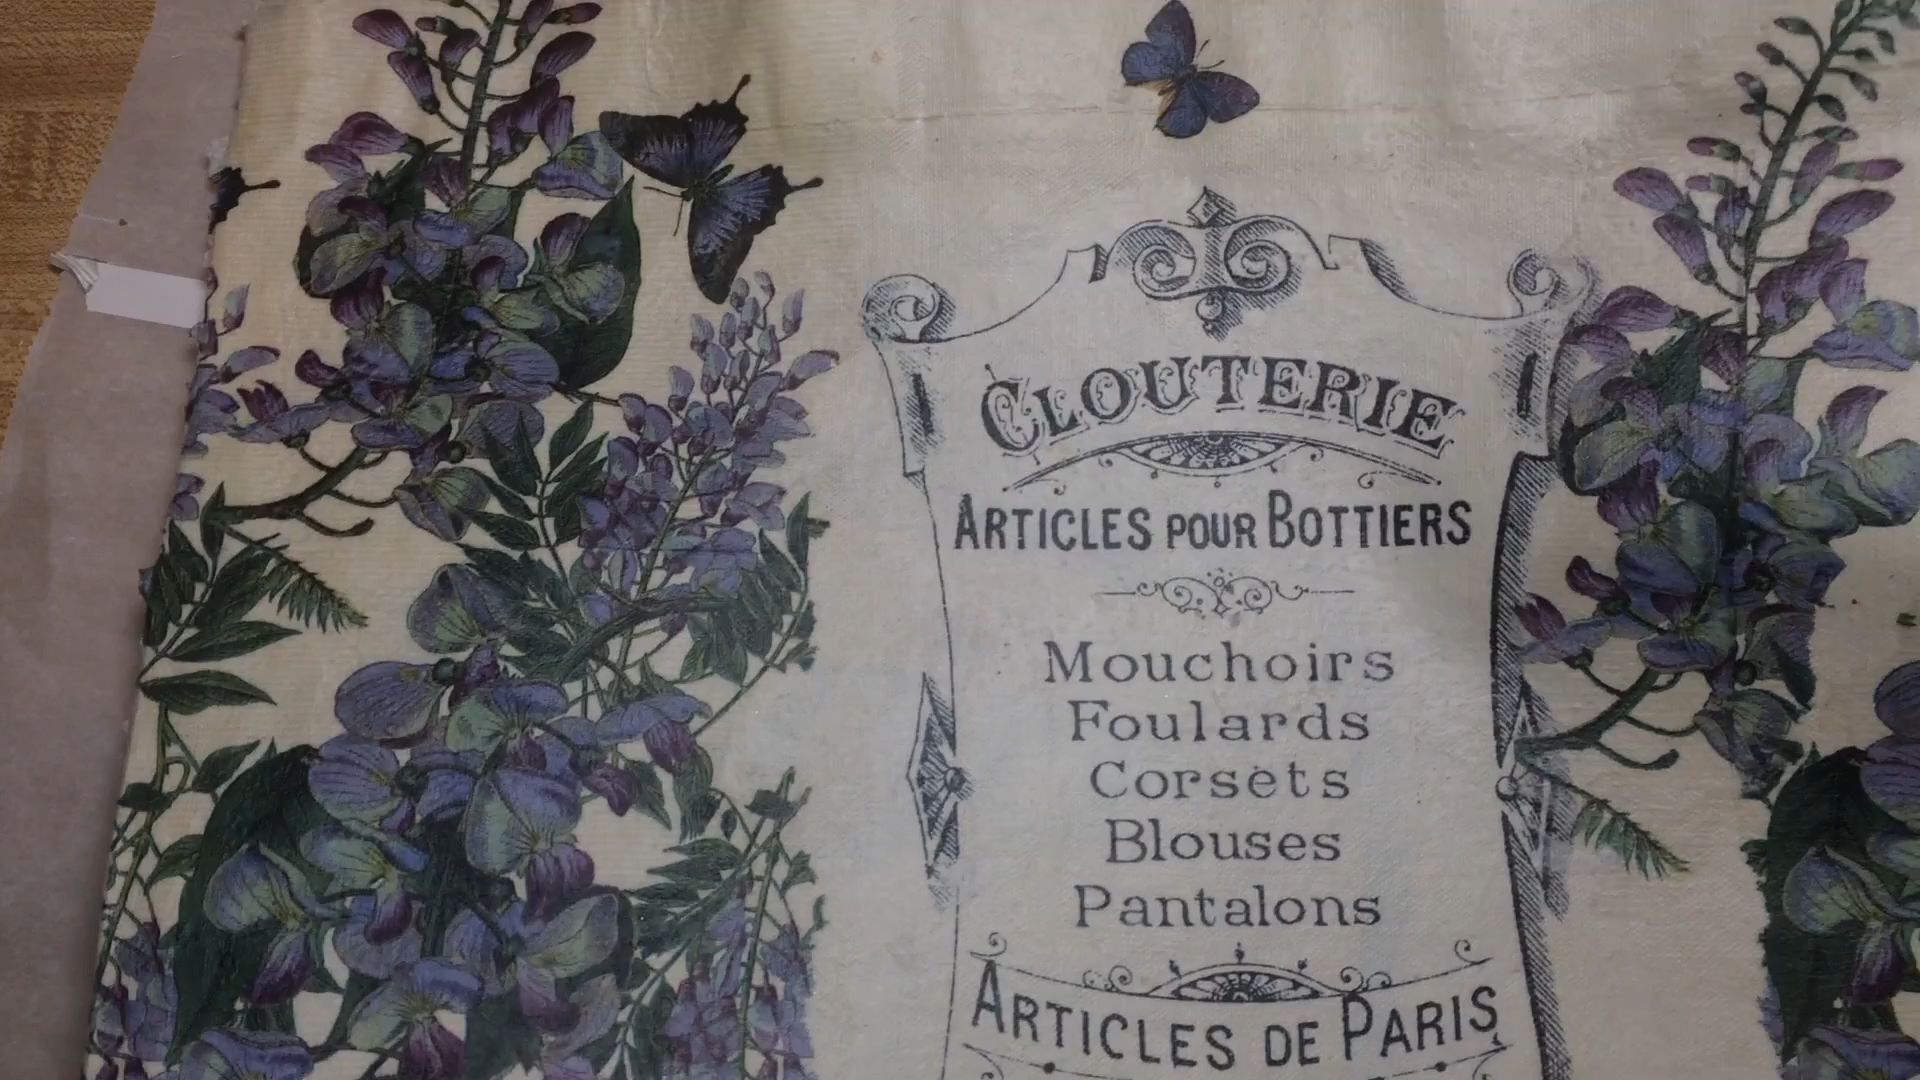 CLOUTERIE
ARTICLES POUR BOTTIERS
Mouchoirs
Foulards
Corsets
Blouses
Pantalons
ARTICLES DE PARIS